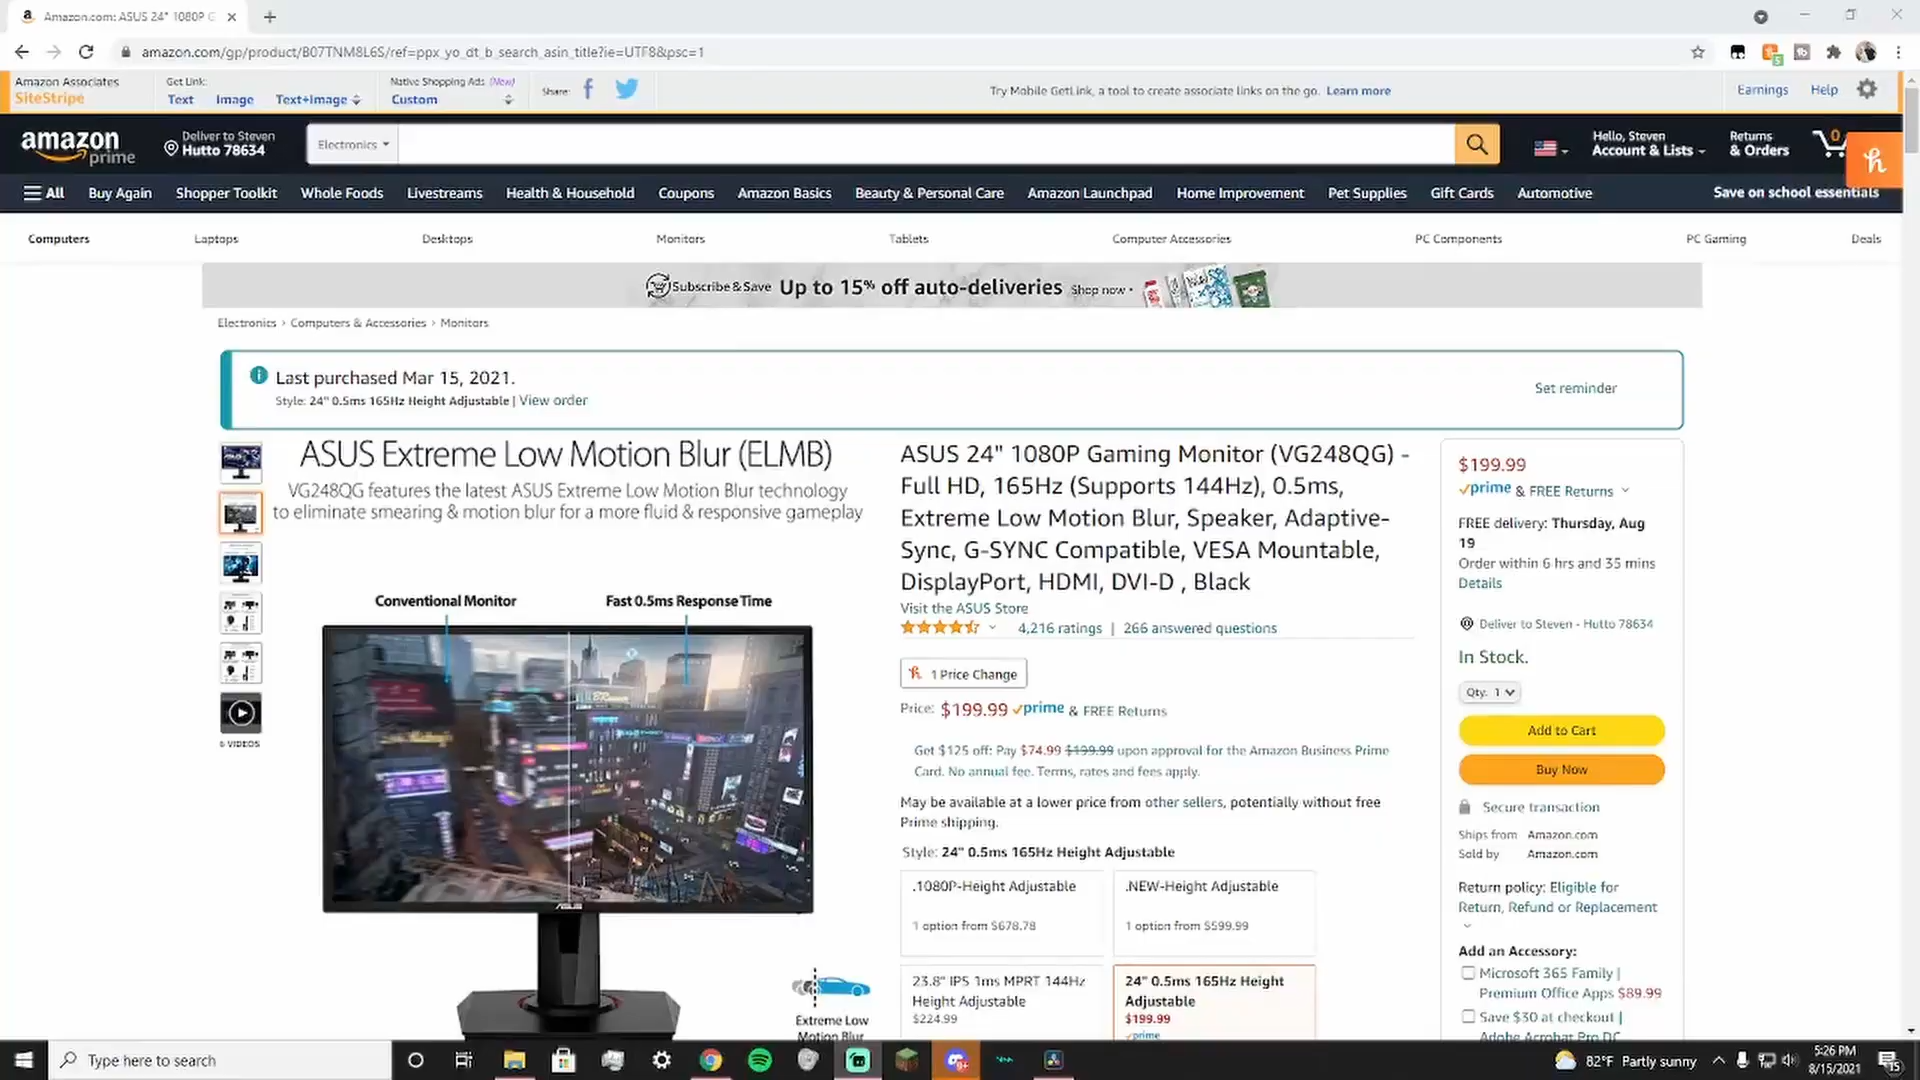 Amazon.com: ASUS 24" 1080P G
amazon.com/gp/product/B07TNM8L6S/ref=ppx_yo_dt_b_search_asin_title?ie=UTF8&psc=1
Amazon Associates
SiteStripe
Get Link:
Text Image Text+Image
Native Shopping Ads (New)
Custom
Share:
Try Mobile GetLink, a tool to create associate links on the go. Learn more
Earnings Help
amazon
prime
Deliver to Steven
Hutto 78634
Electronics
Hello, Steven
Account & Lists
Returns
& Orders
0
All Buy Again Shopper Toolkit Whole Foods Livestreams Health & Household Coupons Amazon Basics Beauty & Personal Care Amazon Launchpad Home Improvement Pet Supplies Gift Cards Automotive Save on school essentials
Computers Laptops Desktops Monitors Tablets Computer Accessories PC Components PC Gaming Deals
Subscribe & Save Up to 15% off auto-deliveries Shop now
Electronics › Computers & Accessories › Monitors
Last purchased Mar 15, 2021.
Style: 24" 0.5ms 165Hz Height Adjustable | View order
Set reminder
ASUS Extreme Low Motion Blur (ELMB)
VG248QG features the latest ASUS Extreme Low Motion Blur technology
to eliminate smearing & motion blur for a more fluid & responsive gameplay
Conventional Monitor
Fast 0.5ms Response Time
ASUS
6 VIDEOS
Extreme Low
Motion Blur
ASUS 24" 1080P Gaming Monitor (VG248QG) -
Full HD, 165Hz (Supports 144Hz), 0.5ms,
Extreme Low Motion Blur, Speaker, Adaptive-
Sync, G-SYNC Compatible, VESA Mountable,
DisplayPort, HDMI, DVI-D , Black
Visit the ASUS Store
4,216 ratings | 266 answered questions
1 Price Change
Price: $199.99 prime & FREE Returns
Get $125 off: Pay $74.99 $199.99 upon approval for the Amazon Business Prime
Card. No annual fee. Terms, rates and fees apply.
May be available at a lower price from other sellers, potentially without free
Prime shipping.
Style: 24" 0.5ms 165Hz Height Adjustable
.1080P-Height Adjustable
1 option from $678.78
.NEW-Height Adjustable
1 option from $599.99
23.8" IPS 1ms MPRT 144Hz
Height Adjustable
$224.99
24" 0.5ms 165Hz Height
Adjustable
$199.99
prime
$199.99
prime & FREE Returns
FREE delivery: Thursday, Aug
19
Order within 6 hrs and 35 mins
Details
Deliver to Steven - Hutto 78634
In Stock.
Qty: 1
Add to Cart
Buy Now
Secure transaction
Ships from Amazon.com
Sold by Amazon.com
Return policy: Eligible for
Return, Refund or Replacement
Add an Accessory:
Microsoft 365 Family |
Premium Office Apps $89.99
Save $30 at checkout |
Adobe Acrobat Pro DC
Type here to search
82°F Partly sunny
5:26 PM
8/15/2021
15